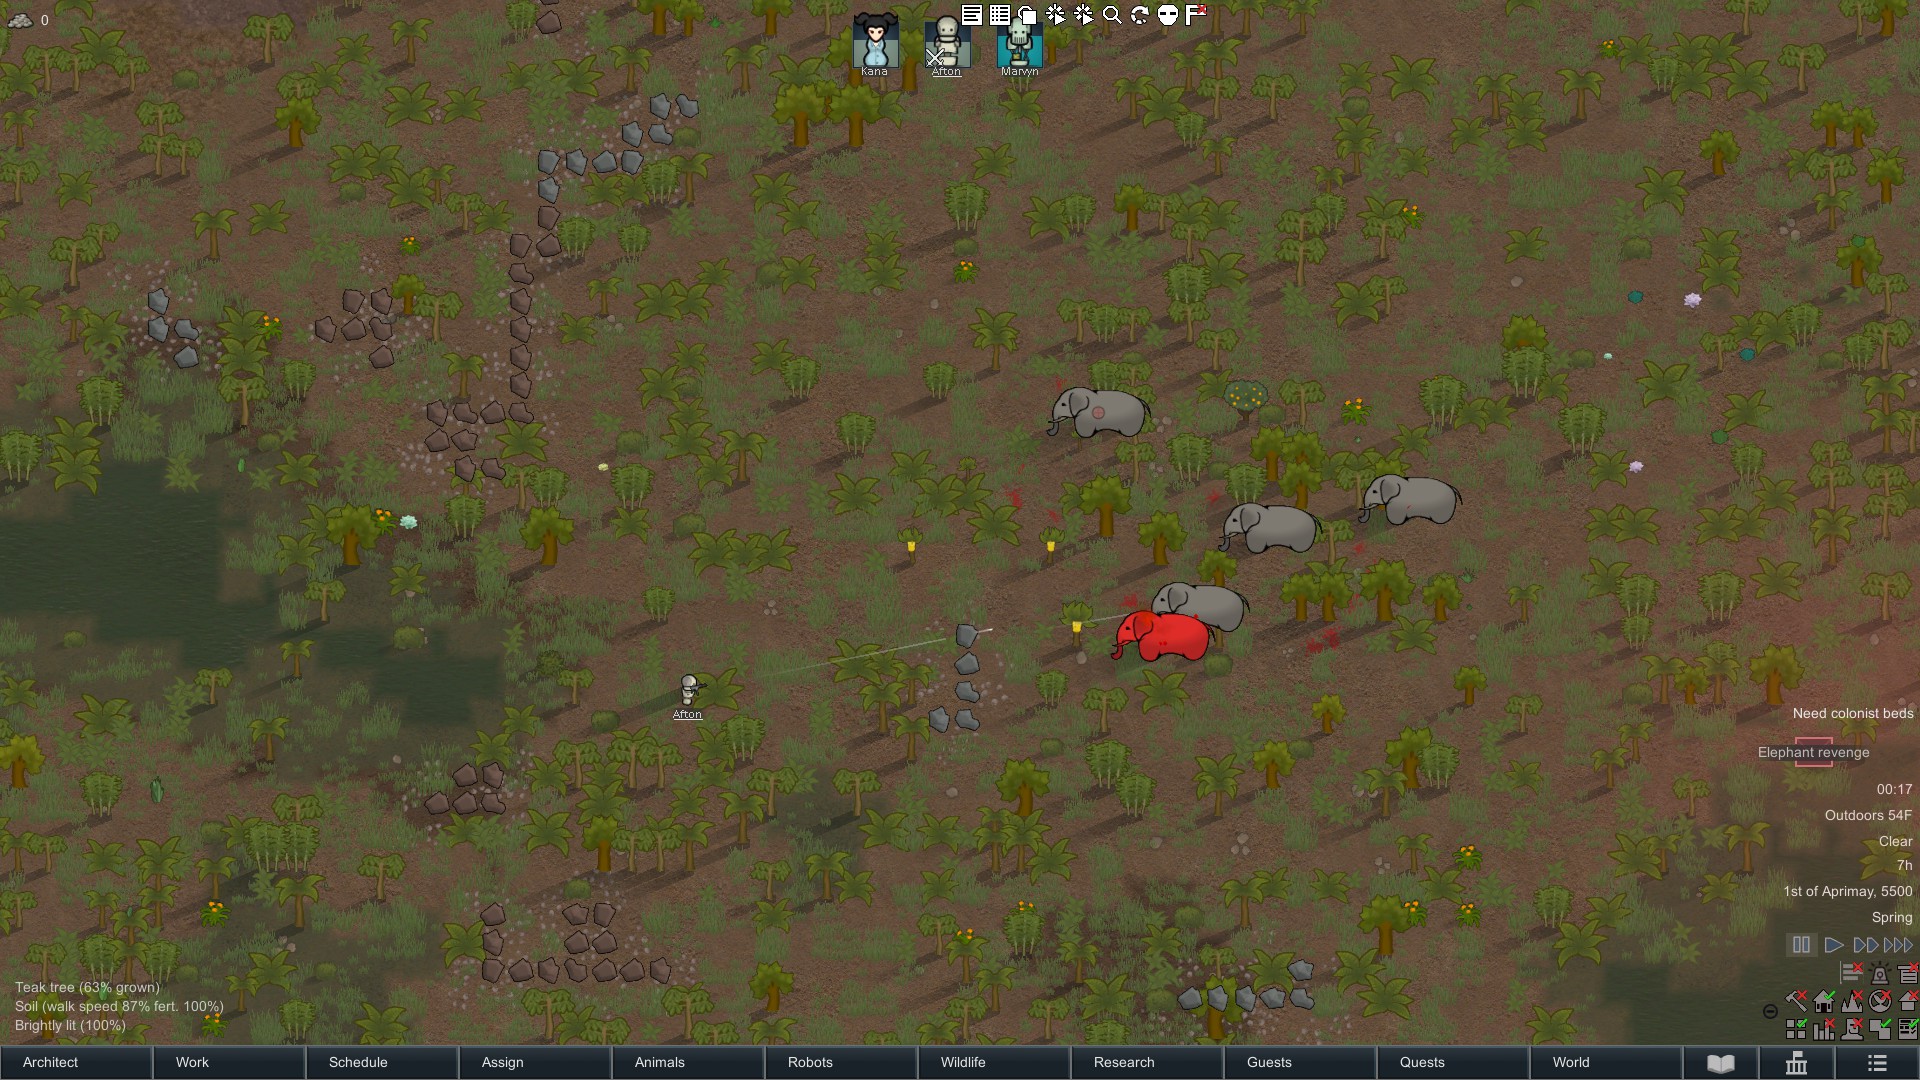 0
Kana
Afton
Marvyn
Afton
Need colonist beds
Elephant revenge
00:17
Outdoors 54F
Clear
7h
1st of Aprimay, 5500
Spring
Teak tree (63% grown)
Soil (walk speed 87% fert. 100%)
Brightly lit (100%)
Architect
Work
Schedule
Assign
Animals
Robots
Wildlife
Research
Guests
Quests
World